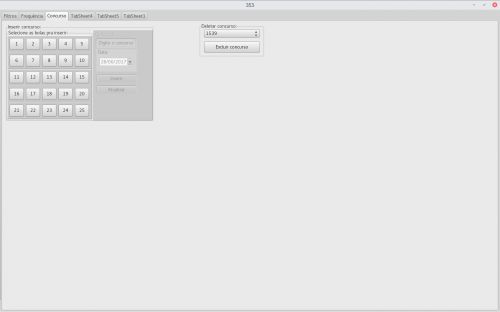 353
Filtros Frequência Concurso TabSheet4 TabSheet5 TabSheet1
Inserir concurso:
Selecione as bolas pra inserir:
1 2 3 4 5
6 7 8 9 10
11 12 13 14 15
16 17 18 19 20
21 22 23 24 25
Digite o concurso
Data:
28/06/2017
Inserir
Atualizar
Deletar concurso:
1539
Excluir concurso